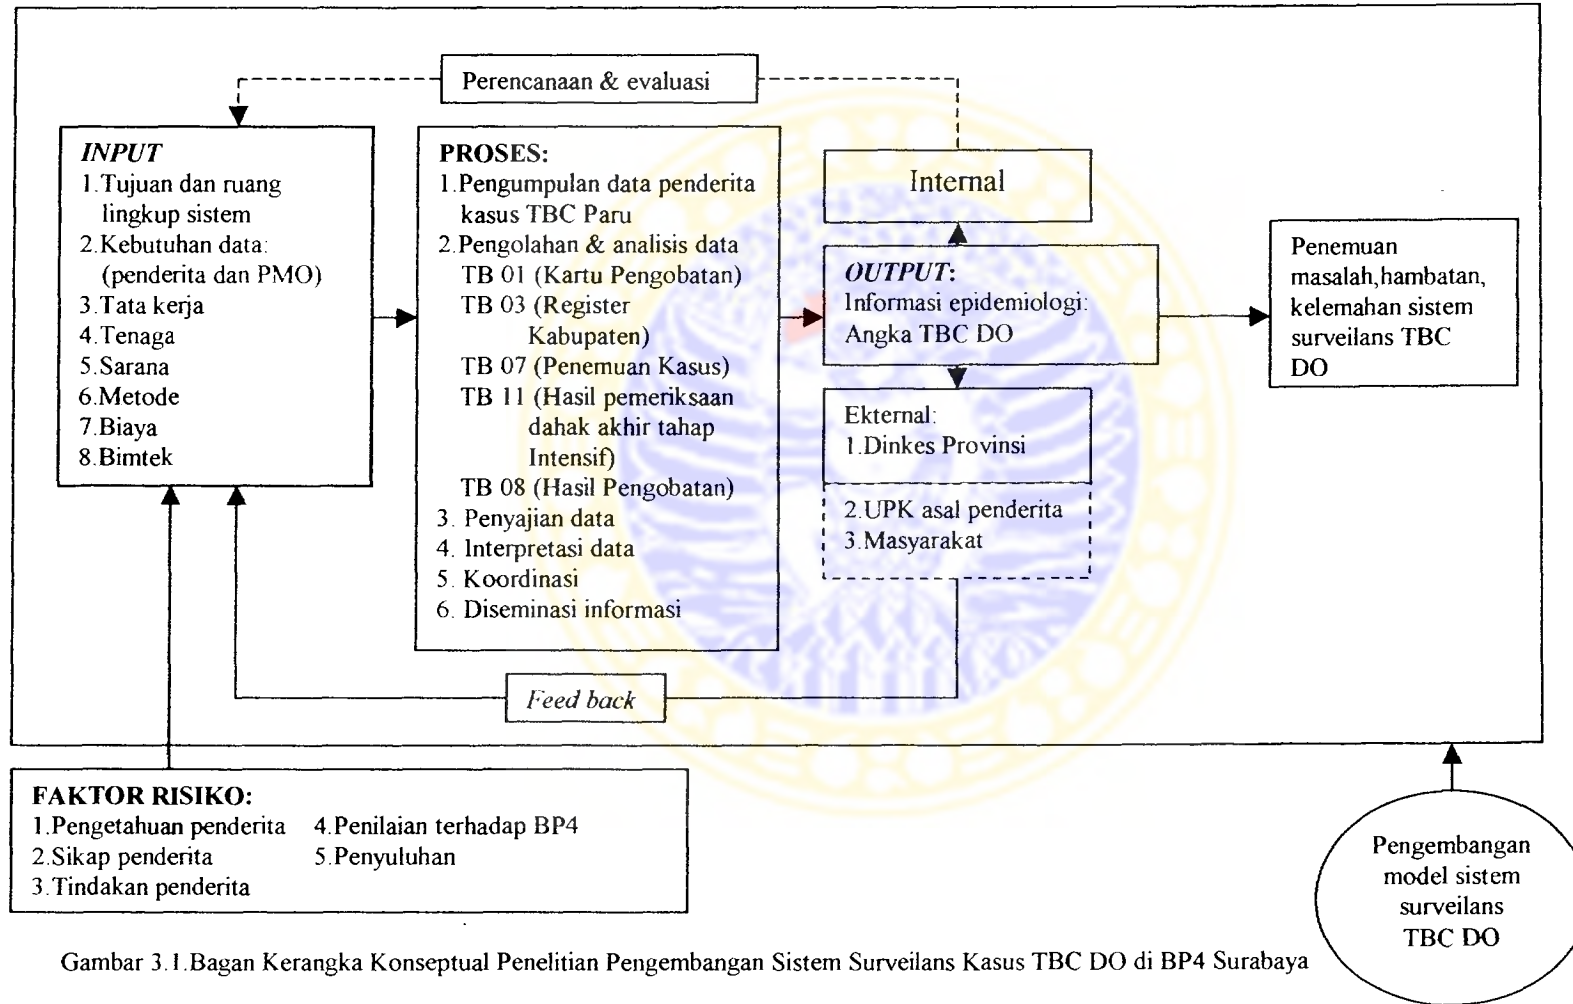 Perencanaan & evaluasi
INPUT
1.Tujuan dan ruang
lingkup sistem
2.Kebutuhan data:
(penderita dan PMO)
3.Tata kerja
4.Tenaga
5.Sarana
6.Metode
7.Biaya
8.Bimtek
PROSES:
1.Pengumpulan data penderita
kasus TBC Paru
2.Pengolahan & analisis data
TB 01 (Kartu Pengobatan)
TB 03 (Register
Kabupaten)
TB 07 (Penemuan Kasus)
TB 11 (Hasil pemeriksaan
dahak akhir tahap
Intensif)
TB 08 (Hasil Pengobatan)
3. Penyajian data
4. Interpretasi data
5. Koordinasi
6. Diseminasi informasi
Internal
OUTPUT:
Informasi epidemiologi:
Angka TBC DO
Ekternal:
1.Dinkes Provinsi
2.UPK asal penderita
3.Masyarakat
Penemuan
masalah,hambatan,
kelemahan sistem
surveilans TBC
DO
Feed back
FAKTOR RISIKO:
1.Pengetahuan penderita
2.Sikap penderita
3.Tindakan penderita
4.Penilaian terhadap BP4
5.Penyuluhan
Pengembangan
model sistem
surveilans
TBC DO
Gambar 3.1.Bagan Kerangka Konseptual Penelitian Pengembangan Sistem Surveilans Kasus TBC DO di BP4 Surabaya